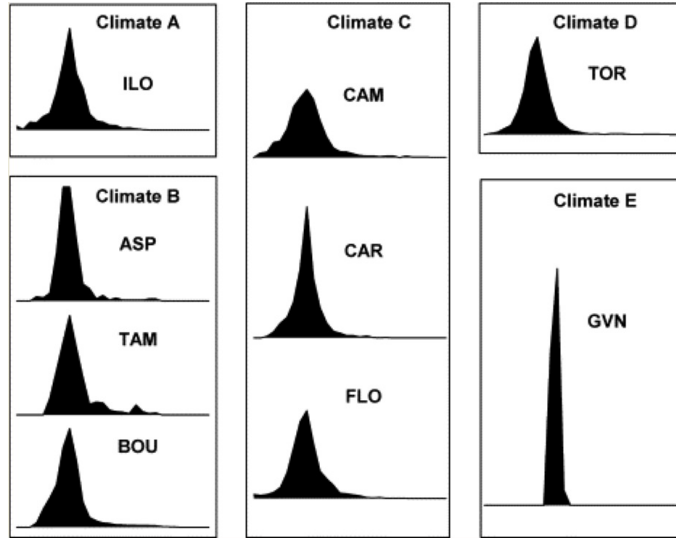 Climate A
ILO
Climate B
ASP
TAM
BOU
Climate C
CAM
CAR
FLO
Climate D
TOR
Climate E
GVN